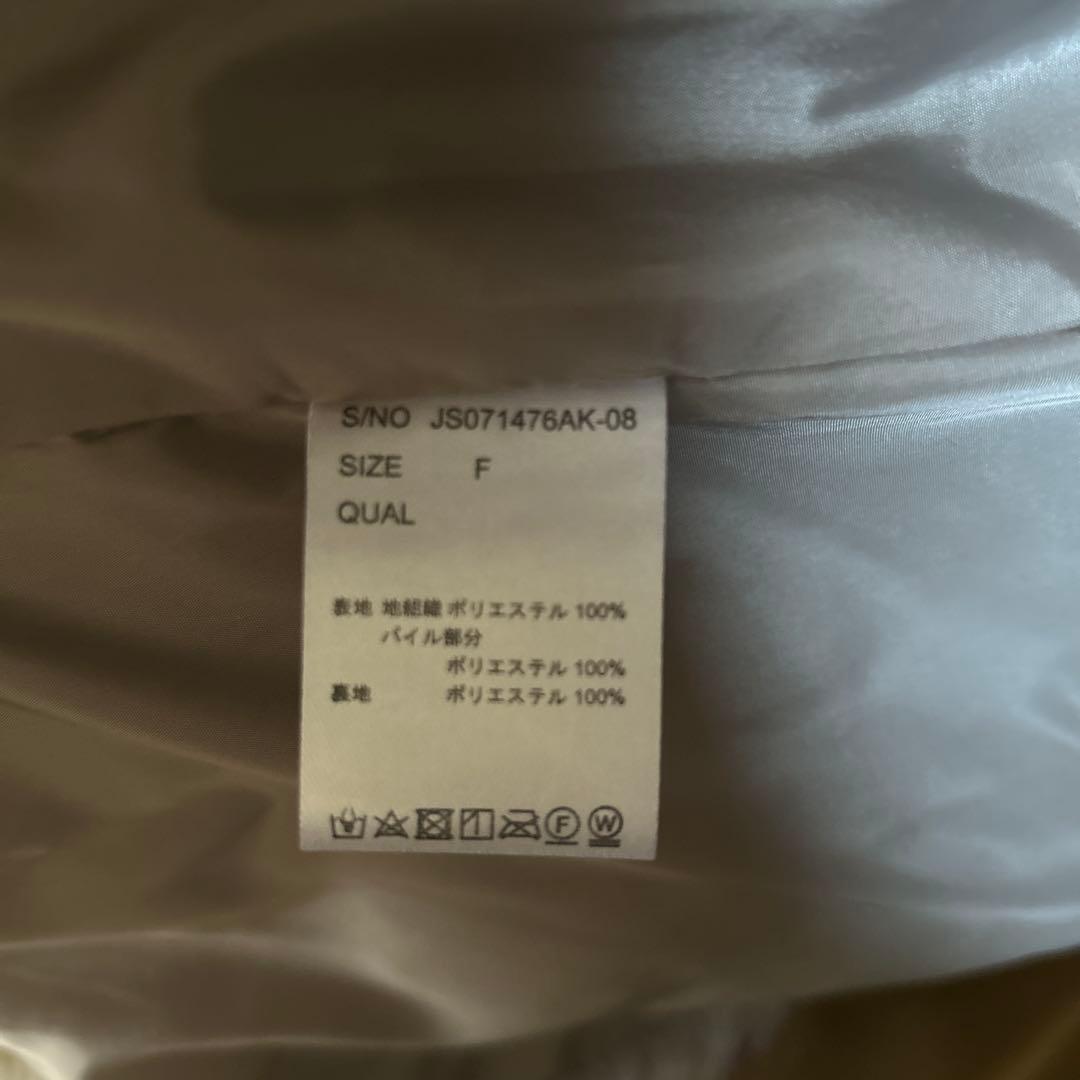 S/NO JS071476AK-08
SIZE F
QUAL
表地 地組織 ポリエステル 100%
パイル部分
ポリエステル 100%
裏地 ポリエステル 100%
F W